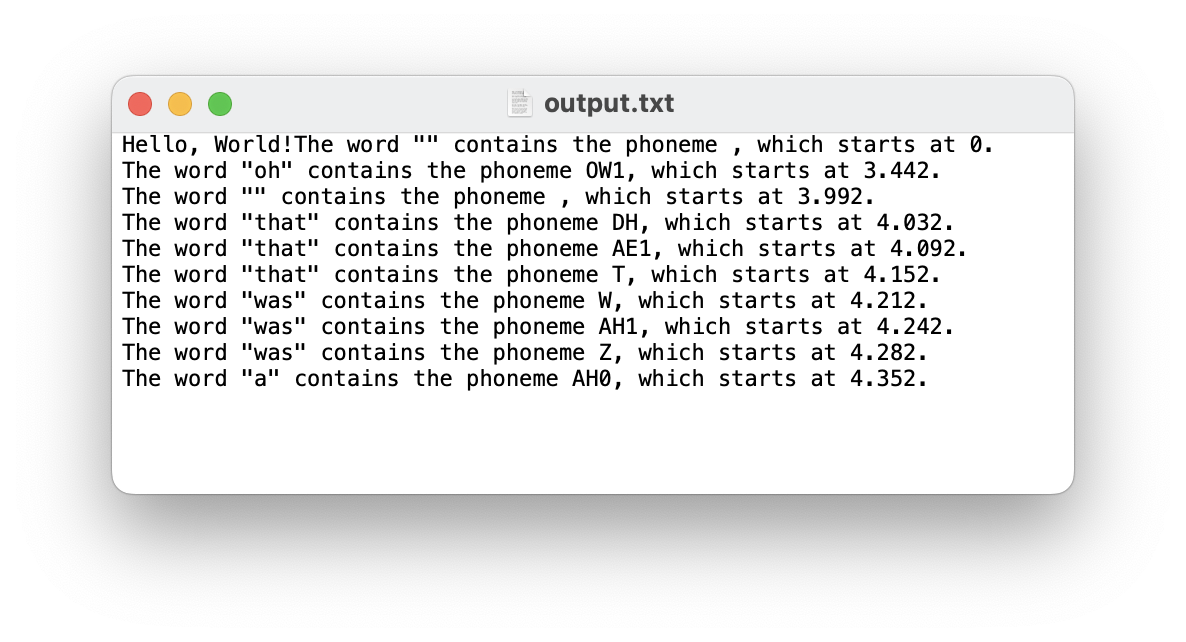 output.txt
Hello, World!The word "" contains the phoneme , which starts at 0.
The word "oh" contains the phoneme OW1, which starts at 3.442.
The word "" contains the phoneme , which starts at 3.992.
The word "that" contains the phoneme DH, which starts at 4.032.
The word "that" contains the phoneme AE1, which starts at 4.092.
The word "that" contains the phoneme T, which starts at 4.152.
The word "was" contains the phoneme W, which starts at 4.212.
The word "was" contains the phoneme AH1, which starts at 4.242.
The word "was" contains the phoneme Z, which starts at 4.282.
The word "a" contains the phoneme AH0, which starts at 4.352.